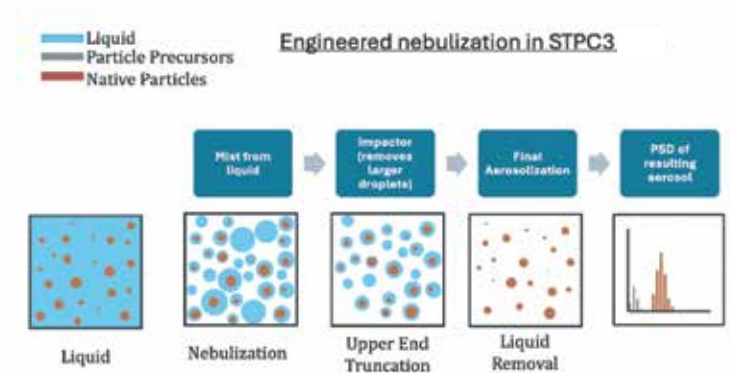 Liquid
Particle Precursors
Native Particles
Engineered nebulization in STPC3
Mist from
liquid
Impactor
(removes
larger
droplets)
Final
Aerosolization
PSD of
resulting
aerosol
Liquid
Nebulization
Upper End
Truncation
Liquid
Removal